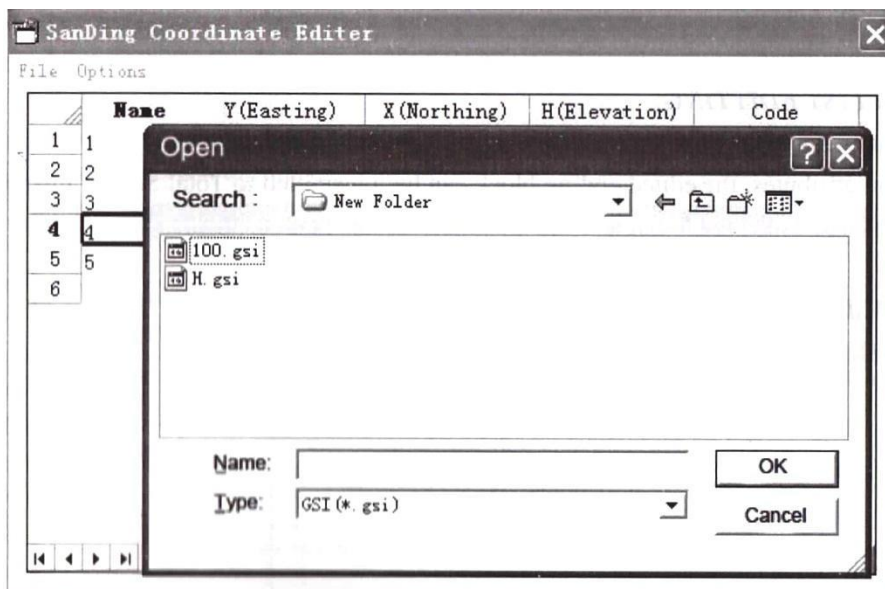 SanDing Coordinate Editer
File Options
Name Y(Easting) X(Northing) H(Elevation) Code
1 1
2 2
3 3
4 4
5 5
6
Open
Search : New Folder
100. gsi
H. gsi
Name:
Type: GSI(*. gsi)
OK
Cancel